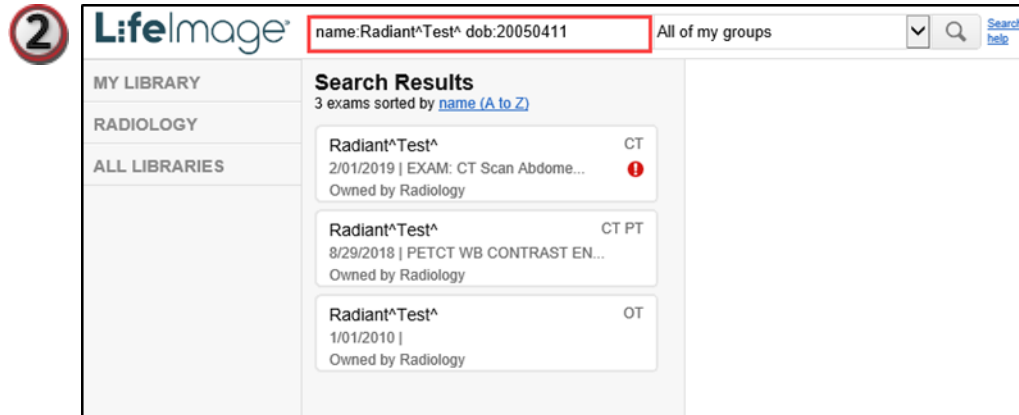 2
LifeImage
name:Radiant^Test^ dob:20050411
All of my groups
Search
help
MY LIBRARY
RADIOLOGY
ALL LIBRARIES
Search Results
3 exams sorted by name (A to Z)
Radiant^Test^ CT
2/01/2019 | EXAM: CT Scan Abdome...
Owned by Radiology
Radiant^Test^ CT PT
8/29/2018 | PETCT WB CONTRAST EN...
Owned by Radiology
Radiant^Test^ OT
1/01/2010 |
Owned by Radiology